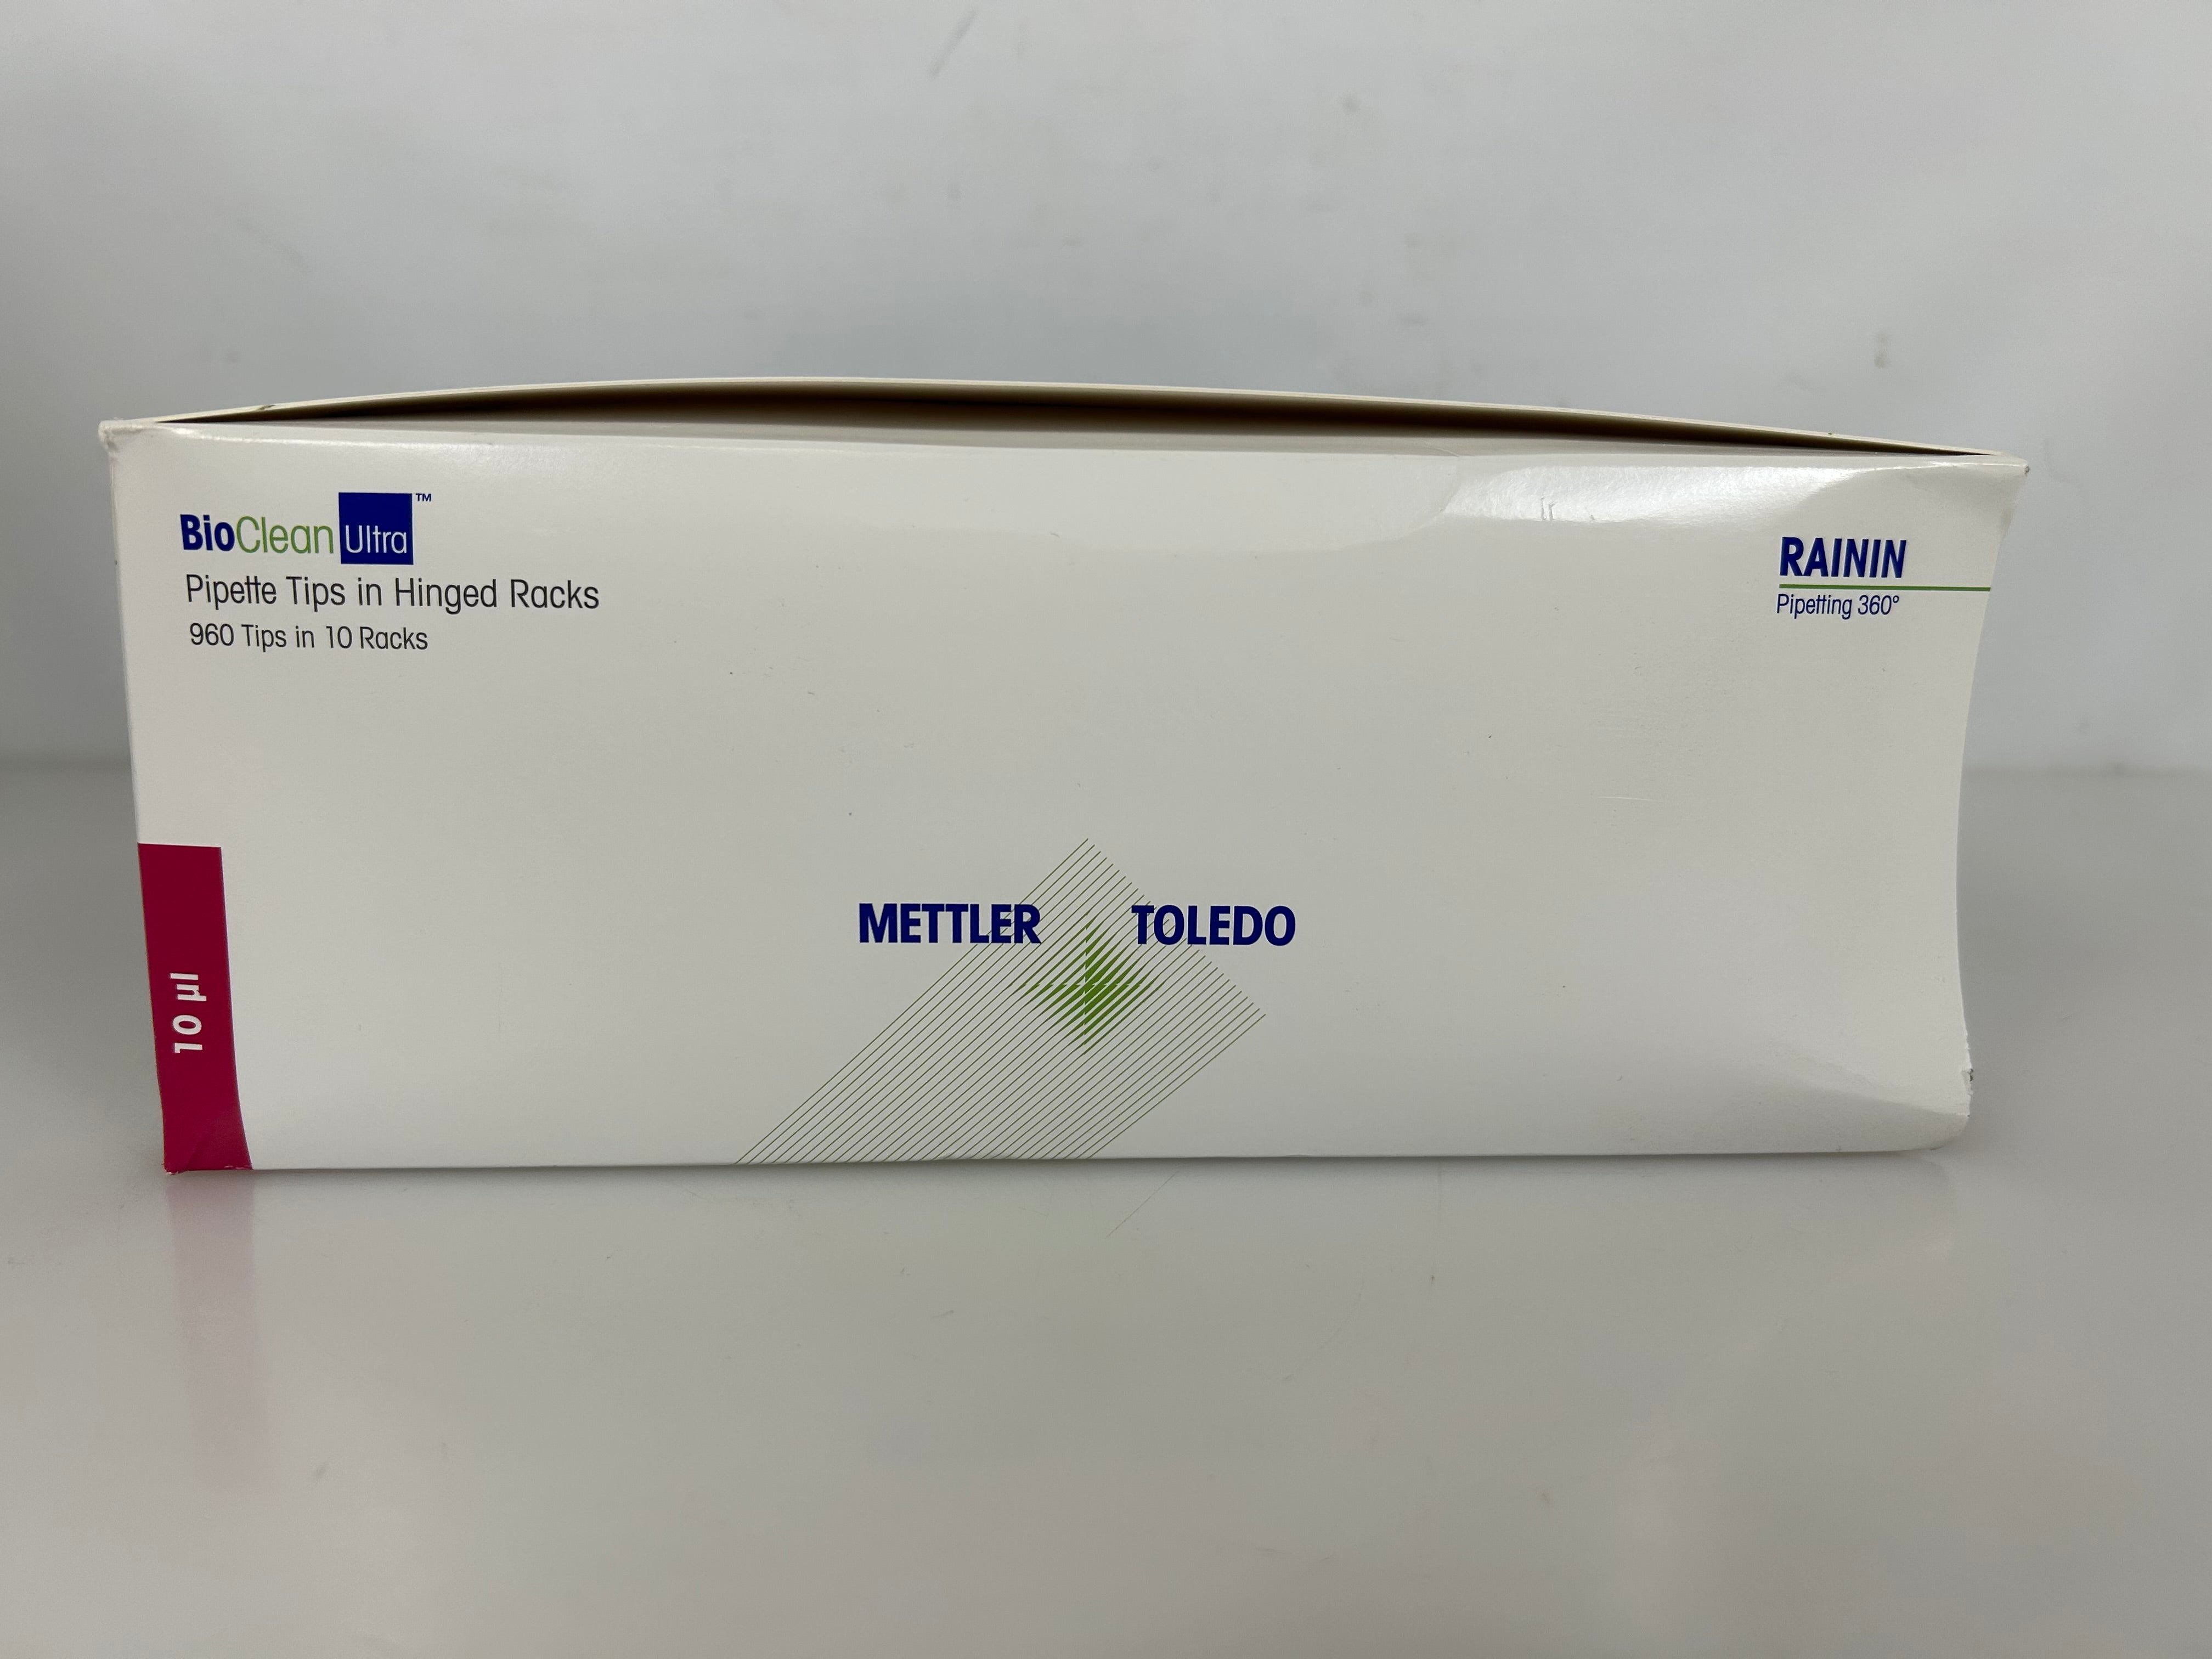 BioClean Ultra™
Pipette Tips in Hinged Racks
960 Tips in 10 Racks
RAININ
Pipetting 360°
METTLER TOLEDO
10 µl